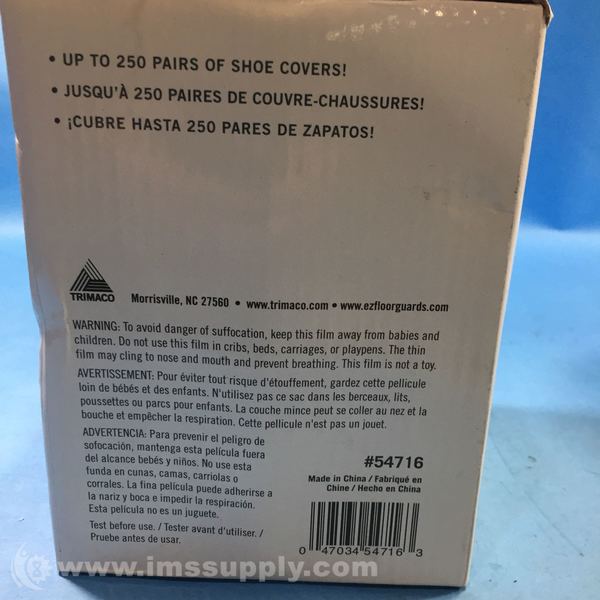 • UP TO 250 PAIRS OF SHOE COVERS!
• JUSQU'À 250 PAIRES DE COUVRE-CHAUSSURES!
• ¡CUBRE HASTA 250 PARES DE ZAPATOS!
TRIMACO
Morrisville, NC 27560 • www.trimaco.com • www.ezfloorguards.com
WARNING: To avoid danger of suffocation, keep this film away from babies and
children. Do not use this film in cribs, beds, carriages, or playpens. The thin
film may cling to nose and mouth and prevent breathing. This film is not a toy.
AVERTISSEMENT: Pour éviter tout risque d'étouffement, gardez cette pellicule
loin de bébés et des enfants. N'utilisez pas ce sac dans les berceaux, lits,
poussettes ou parcs pour enfants. La couche mince peut se coller au nez et la
bouche et empêcher la respiration. Cette pellicule n'est pas un jouet.
ADVERTENCIA: Para prevenir el peligro de
sofocación, mantenga esta película fuera
del alcance bebés y niños. No use esta
funda en cunas, camas, carriolas o
corrales. La fina película puede adherirse a
la nariz y boca e impedir la respiración.
Esta película no es un juguete.
Test before use. / Tester avant d'utiliser. /
Pruebe antes de usar.
#54716
Made in China / Fabriqué en
Chine / Hecho en China
0 47034 54716 3
www.imssupply.com